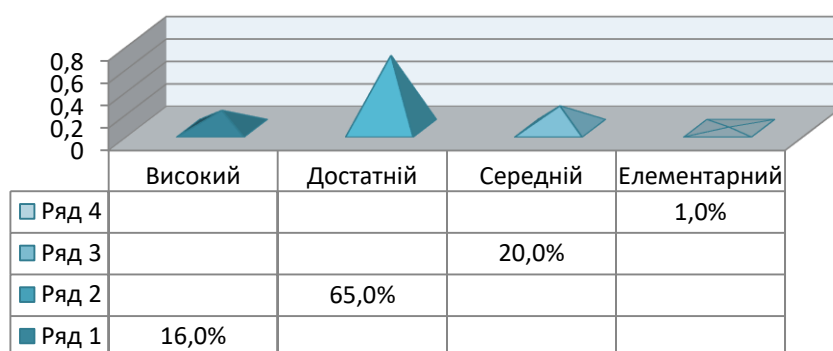 0,8
0,6
0,4
0,2
0
Високий Достатній Середній Елементарний
Ряд 4 1,0%
Ряд 3 20,0%
Ряд 2 65,0%
Ряд 1 16,0%